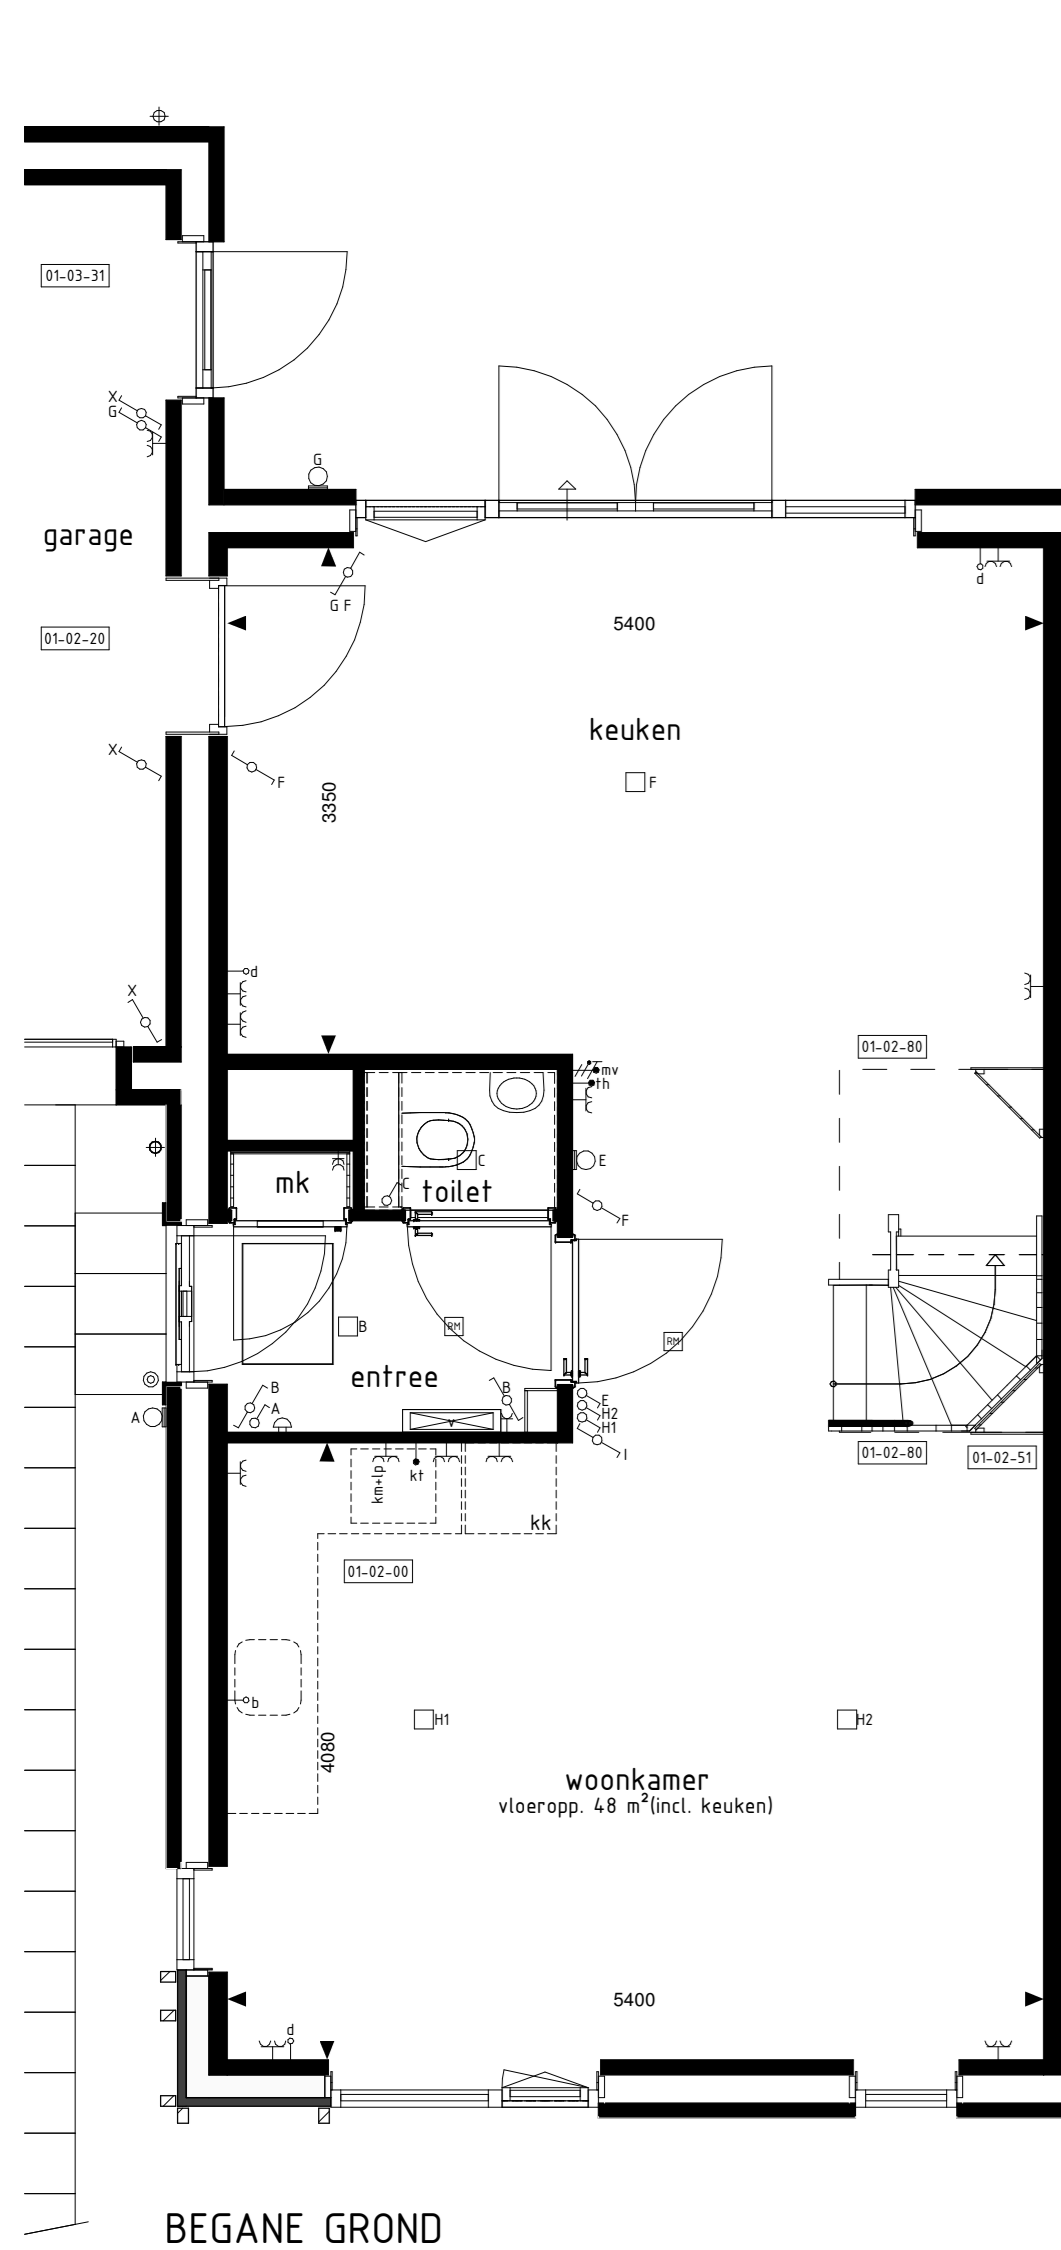 01-03-31
X
G
G
garage
G F
d
5400
01-02-20
keuken
X
F
F
3350
d
X
01-02-80
mv
th
C
E
mk
C
toilet
F
B
RM
RM
entree
B
A
B
E
H2
H1
I
A
V
km+lp
kt
kk
01-02-80
01-02-51
01-02-00
b
H1
H2
4080
woonkamer
vloeropp. 48 m²(incl. keuken)
5400
d
BEGANE GROND